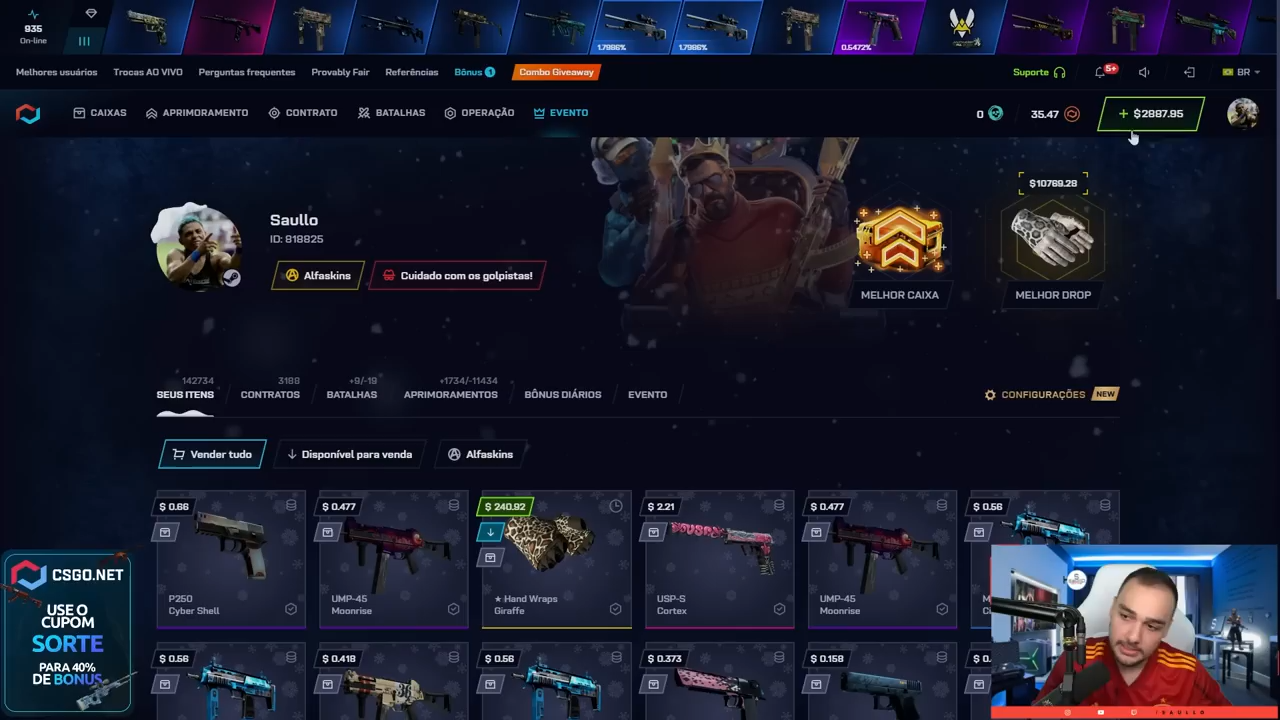 935
On-line
1.7986%
1.7986%
0.5472%
Melhores usuários
Trocas AO VIVO
Perguntas frequentes
Provably Fair
Referências
Bônus 1
Combo Giveaway
Suporte
5+
BR
CAIXAS
APRIMORAMENTO
CONTRATO
BATALHAS
OPERAÇÃO
EVENTO
0
35.47
+ $2887.95
Saullo
ID: 818825
Alfaskins
Cuidado com os golpistas!
MELHOR CAIXA
$10769.28
MELHOR DROP
142734
SEUS ITENS
3188
CONTRATOS
+9/-19
BATALHAS
+1734/-11434
APRIMORAMENTOS
BÔNUS DIÁRIOS
EVENTO
CONFIGURAÇÕES NEW
Vender tudo
Disponível para venda
Alfaskins
$ 0.66
P250
Cyber Shell
$ 0.477
UMP-45
Moonrise
$ 240.92
★ Hand Wraps
Giraffe
$ 2.21
USP-S
Cortex
$ 0.477
UMP-45
Moonrise
$ 0.56
$ 0.56
$ 0.418
$ 0.56
$ 0.373
$ 0.158
CSGO.NET
USE O
CUPOM
SORTE
PARA 40%
DE BONUS